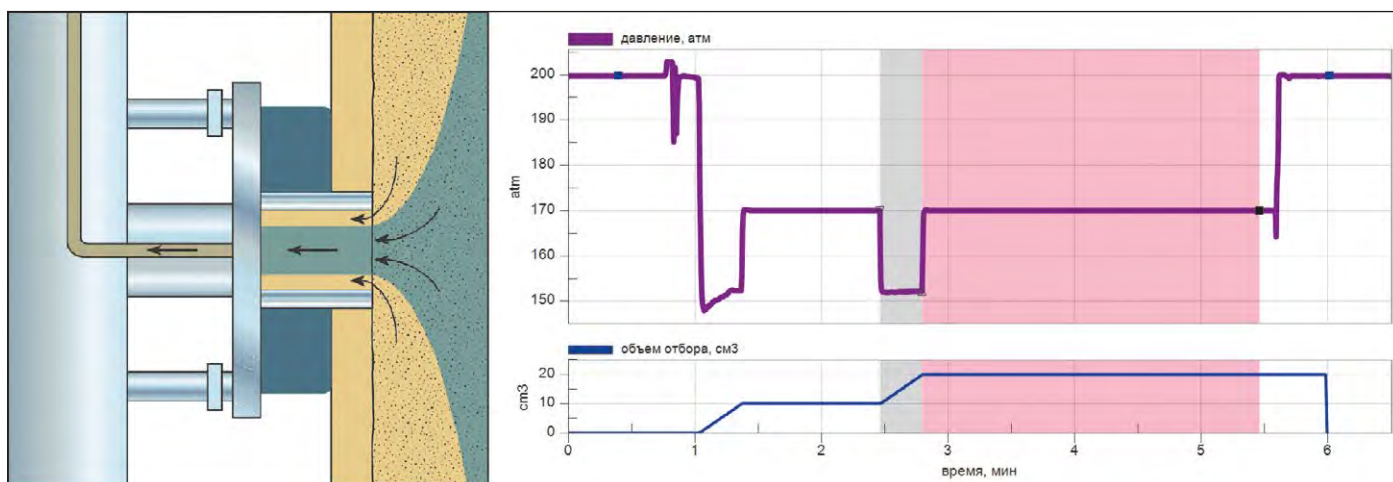 давление, атм
200
190
180
170
160
150
atm
объем отбора, см3
20
10
0
cm3
0 1 2 3 4 5 6
время, мин